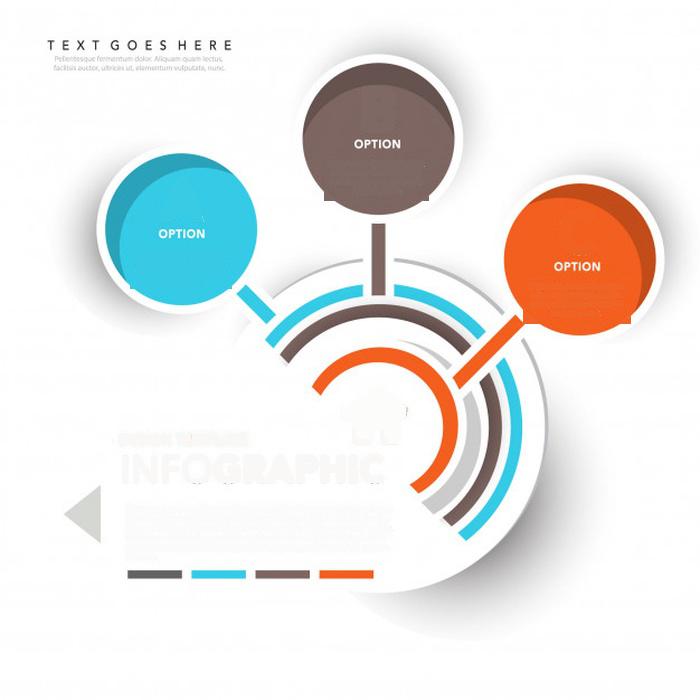 TEXT GOES HERE
Pellentesque fermentum dolor. Aliquam quam lectus,
facilisis auctor, ultrices ut, elementum vulputate, nunc.
OPTION
OPTION
OPTION
INFOGRAPHIC